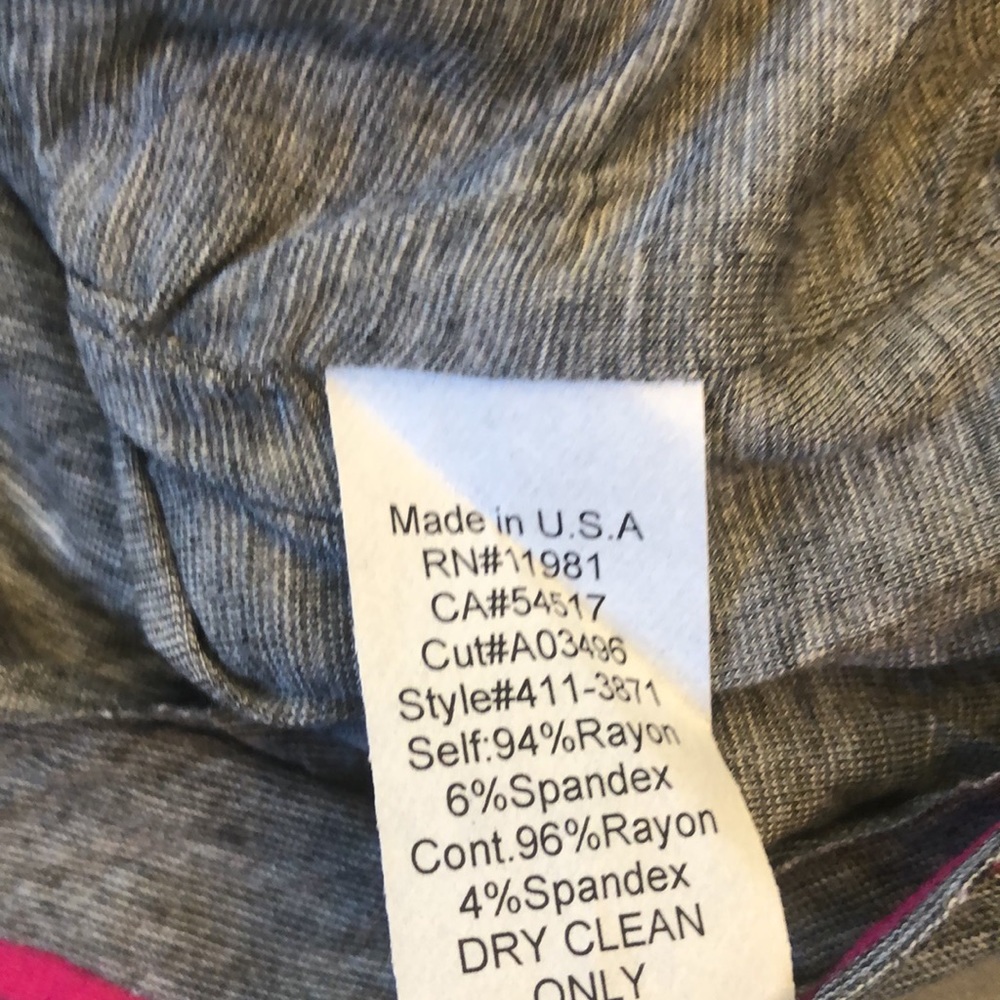 Made in U.S.A
RN#11981
CA#54517
Cut#A03496
Style#411-3871
Self:94%Rayon
6%Spandex
Cont.96%Rayon
4%Spandex
DRY CLEAN
ONLY